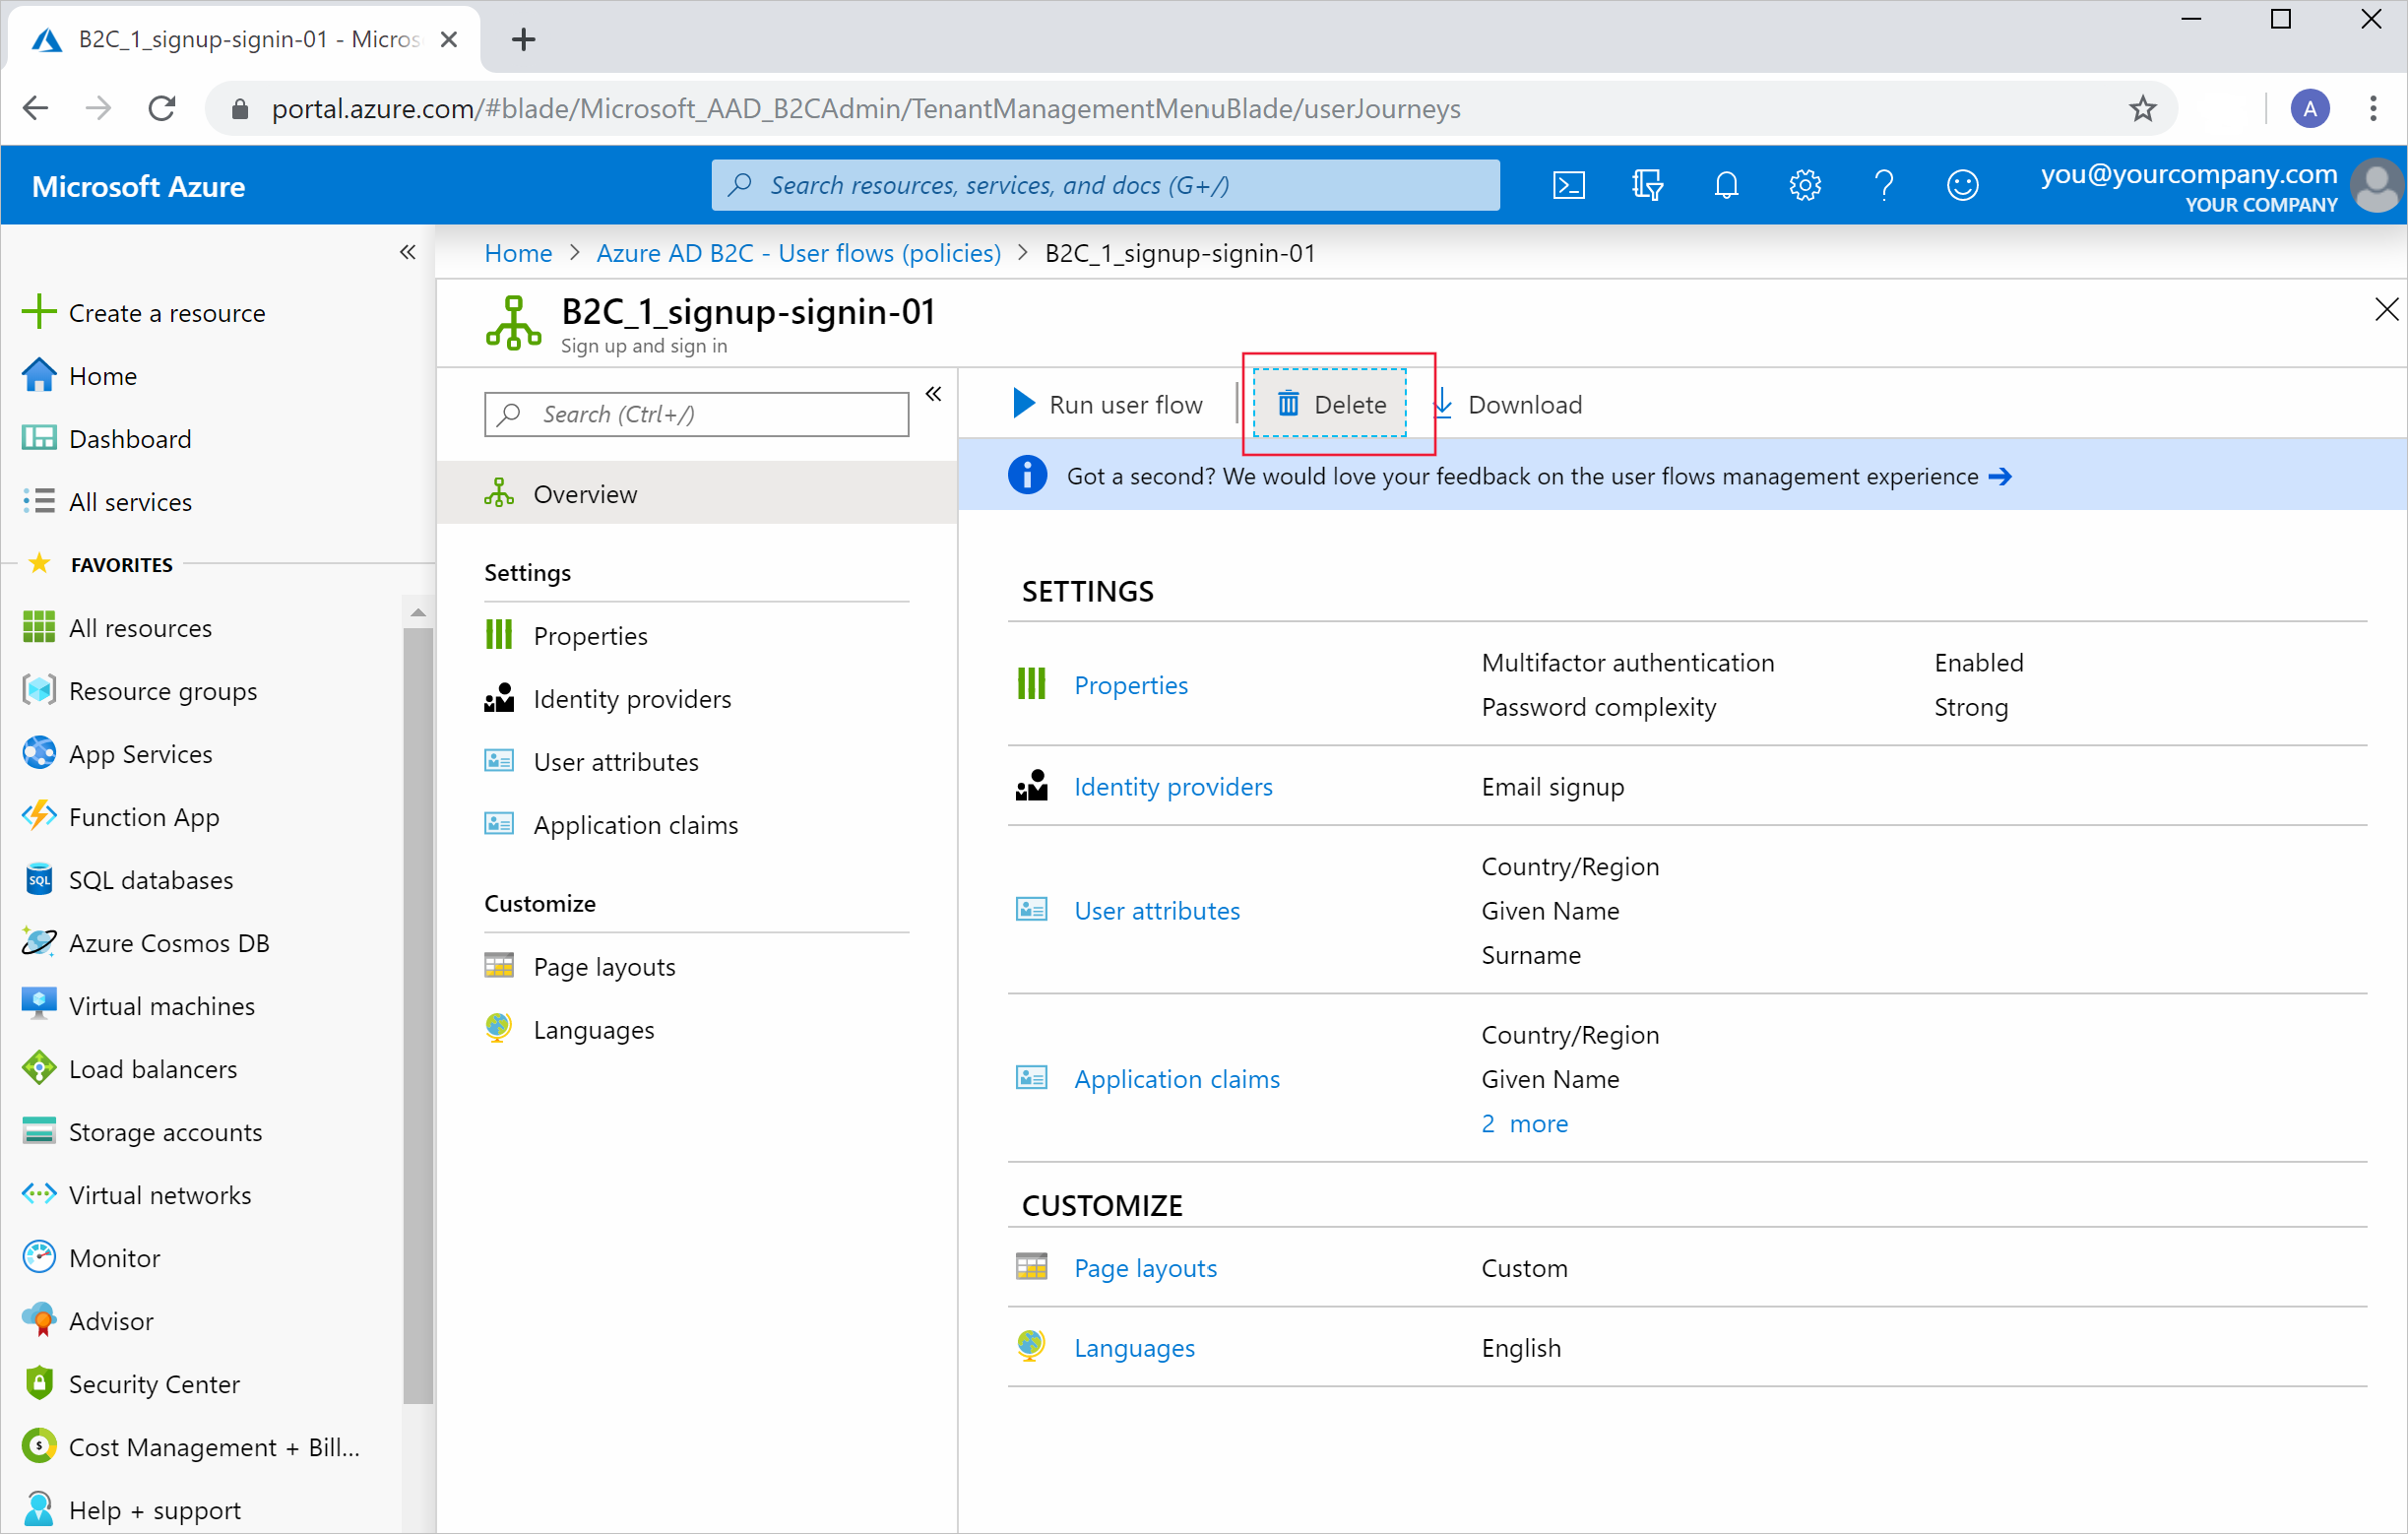 B2C_1_signup-signin-01 - Micros
portal.azure.com/#blade/Microsoft_AAD_B2CAdmin/TenantManagementMenuBlade/userJourneys
A
Microsoft Azure
Search resources, services, and docs (G+/)
you@yourcompany.com
YOUR COMPANY
Home > Azure AD B2C - User flows (policies) > B2C_1_signup-signin-01
Create a resource
Home
Dashboard
All services
FAVORITES
All resources
Resource groups
App Services
Function App
SQL
SQL databases
Azure Cosmos DB
Virtual machines
Load balancers
Storage accounts
Virtual networks
Monitor
Advisor
Security Center
Cost Management + Bill...
Help + support
B2C_1_signup-signin-01
Sign up and sign in
Search (Ctrl+/)
Overview
Settings
Properties
Identity providers
User attributes
Application claims
Customize
Page layouts
Languages
Run user flow
Delete
Download
Got a second? We would love your feedback on the user flows management experience
SETTINGS
Properties
Multifactor authentication Enabled
Password complexity Strong
Identity providers
Email signup
User attributes
Country/Region
Given Name
Surname
Application claims
Country/Region
Given Name
2 more
CUSTOMIZE
Page layouts
Custom
Languages
English